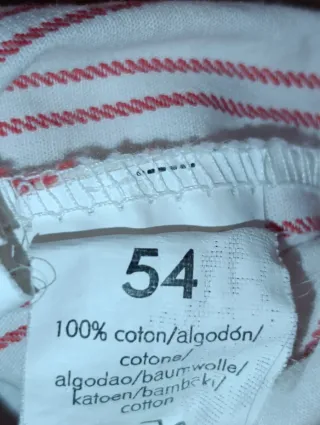 54
100% coton/algodón/
cotone/
algodao/baumwolle/
katoen/bambaki/
cotton